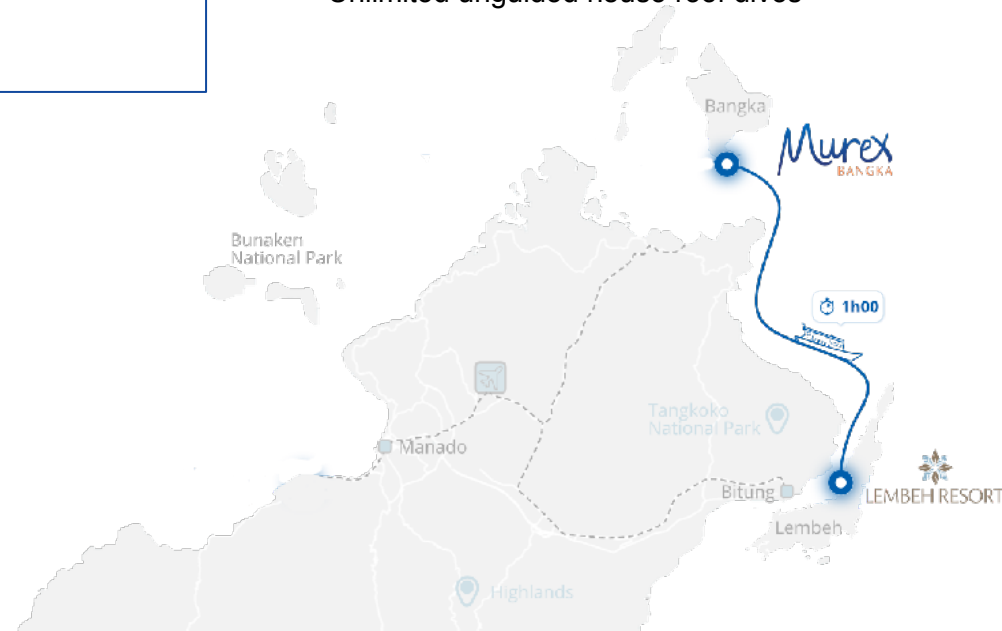 Unlimited unguided house reef dives
Bangka
Murex
BANGKA
Bunaken
National Park
1h00
Tangkoko
National Park
Manado
Bitung
LEMBEH RESORT
Lembeh
Highlands